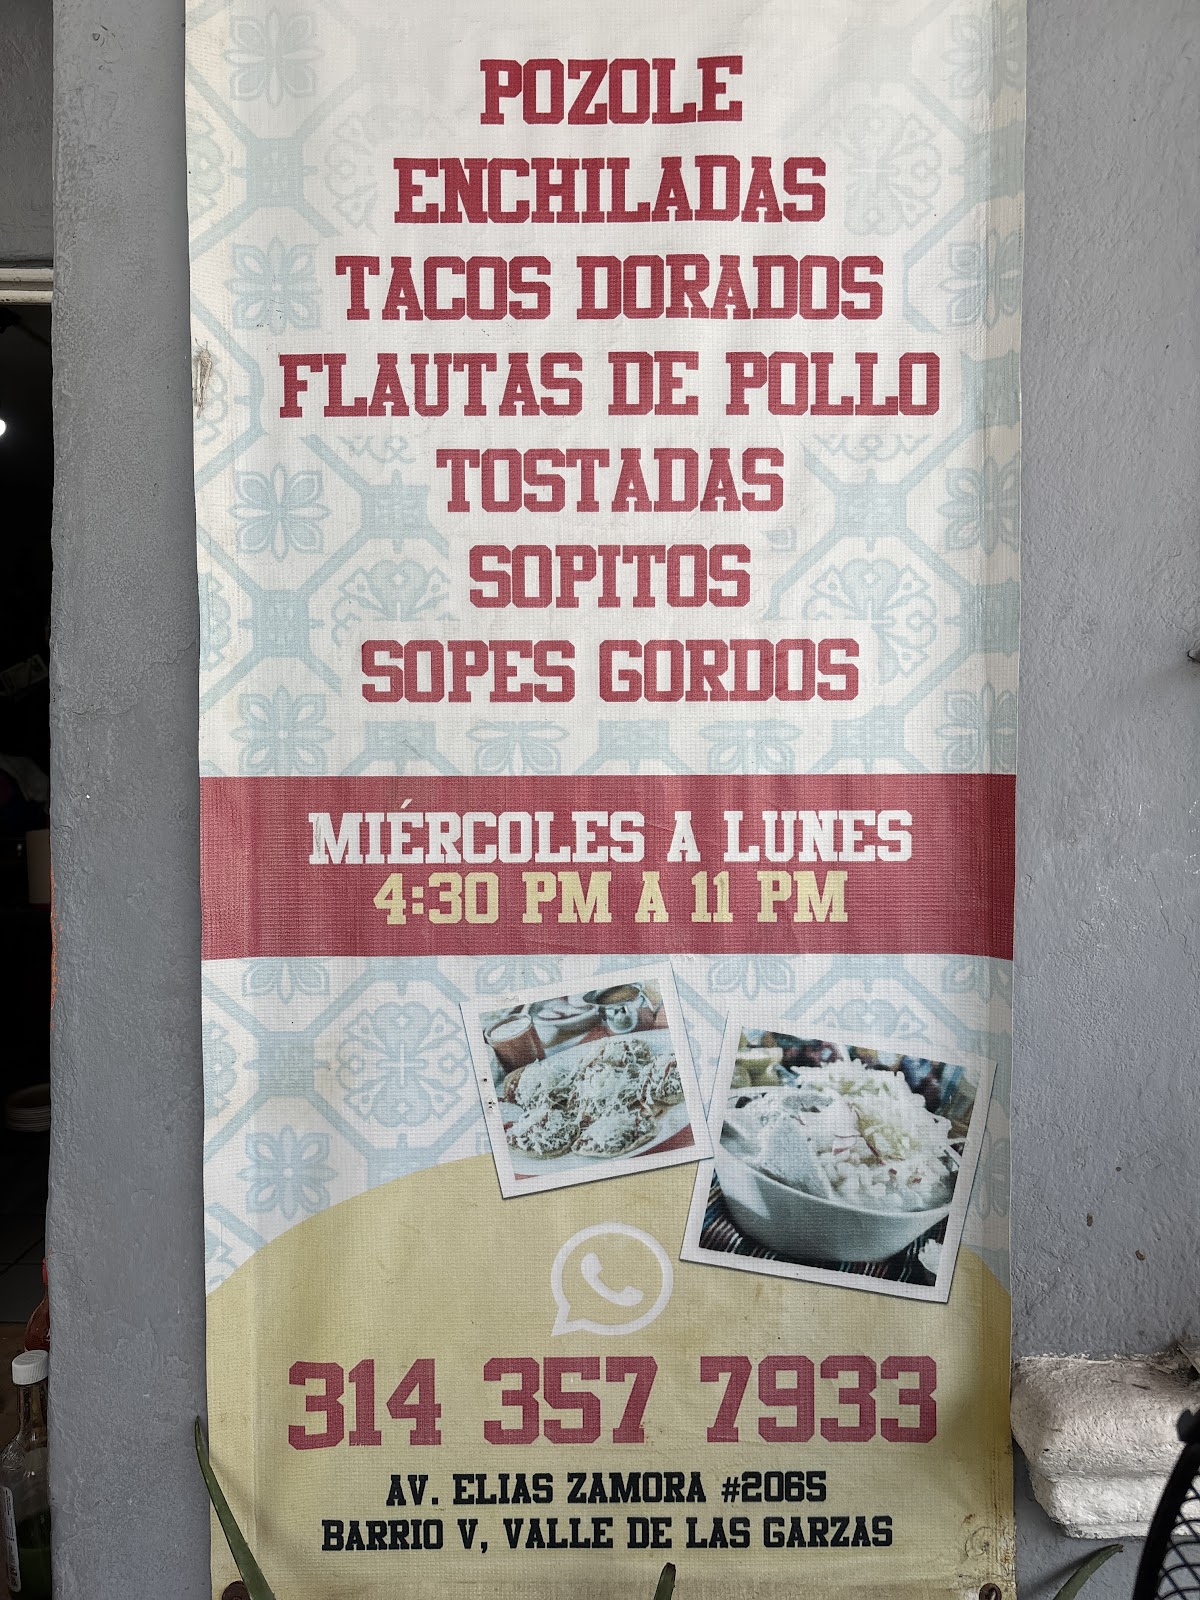 POZOLE
ENCHILADAS
TACOS DORADOS
FLAUTAS DE POLLO
TOSTADAS
SOPITOS
SOPES GORDOS
MIÉRCOLES A LUNES
4:30 PM A 11 PM
314 357 7933
AV. ELIAS ZAMORA #2065
BARRIO V, VALLE DE LAS GARZAS